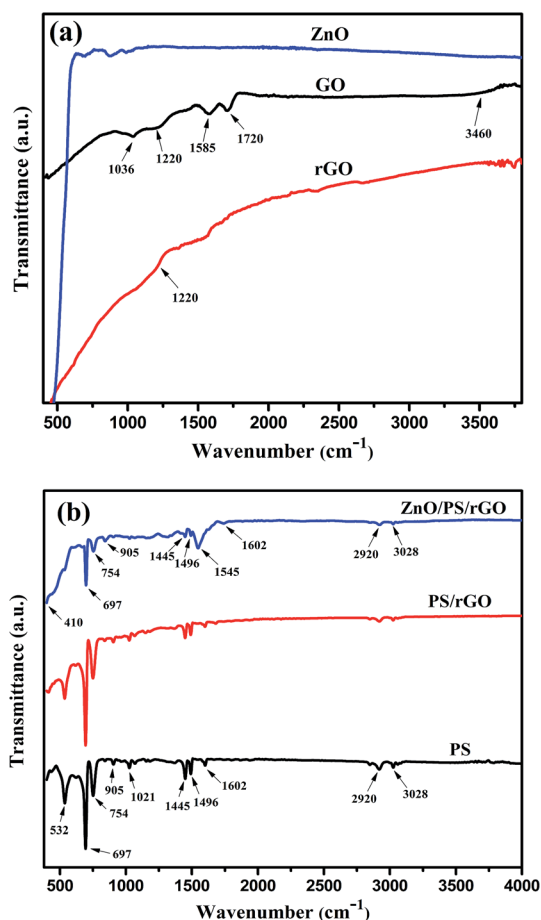 (a)
ZnO
GO
3460
1036
1220
1585
1720
rGO
1220
Transmittance (a.u.)
500 1000 1500 2000 2500 3000 3500
Wavenumber (cm⁻¹)
(b)
ZnO/PS/rGO
410
697
754
905
1445
1496
1545
1602
2920
3028
PS/rGO
PS
532
697
754
905
1021
1445
1496
1602
2920
3028
Transmittance (a.u.)
500 1000 1500 2000 2500 3000 3500 4000
Wavenumber (cm⁻¹)